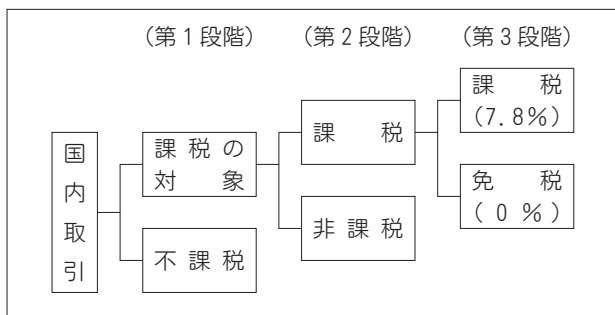 （第１段階）（第２段階）（第３段階）
国内取引
課税の
対象
不課税
課税
非課税
課税
（7.8％）
免税
（0％）